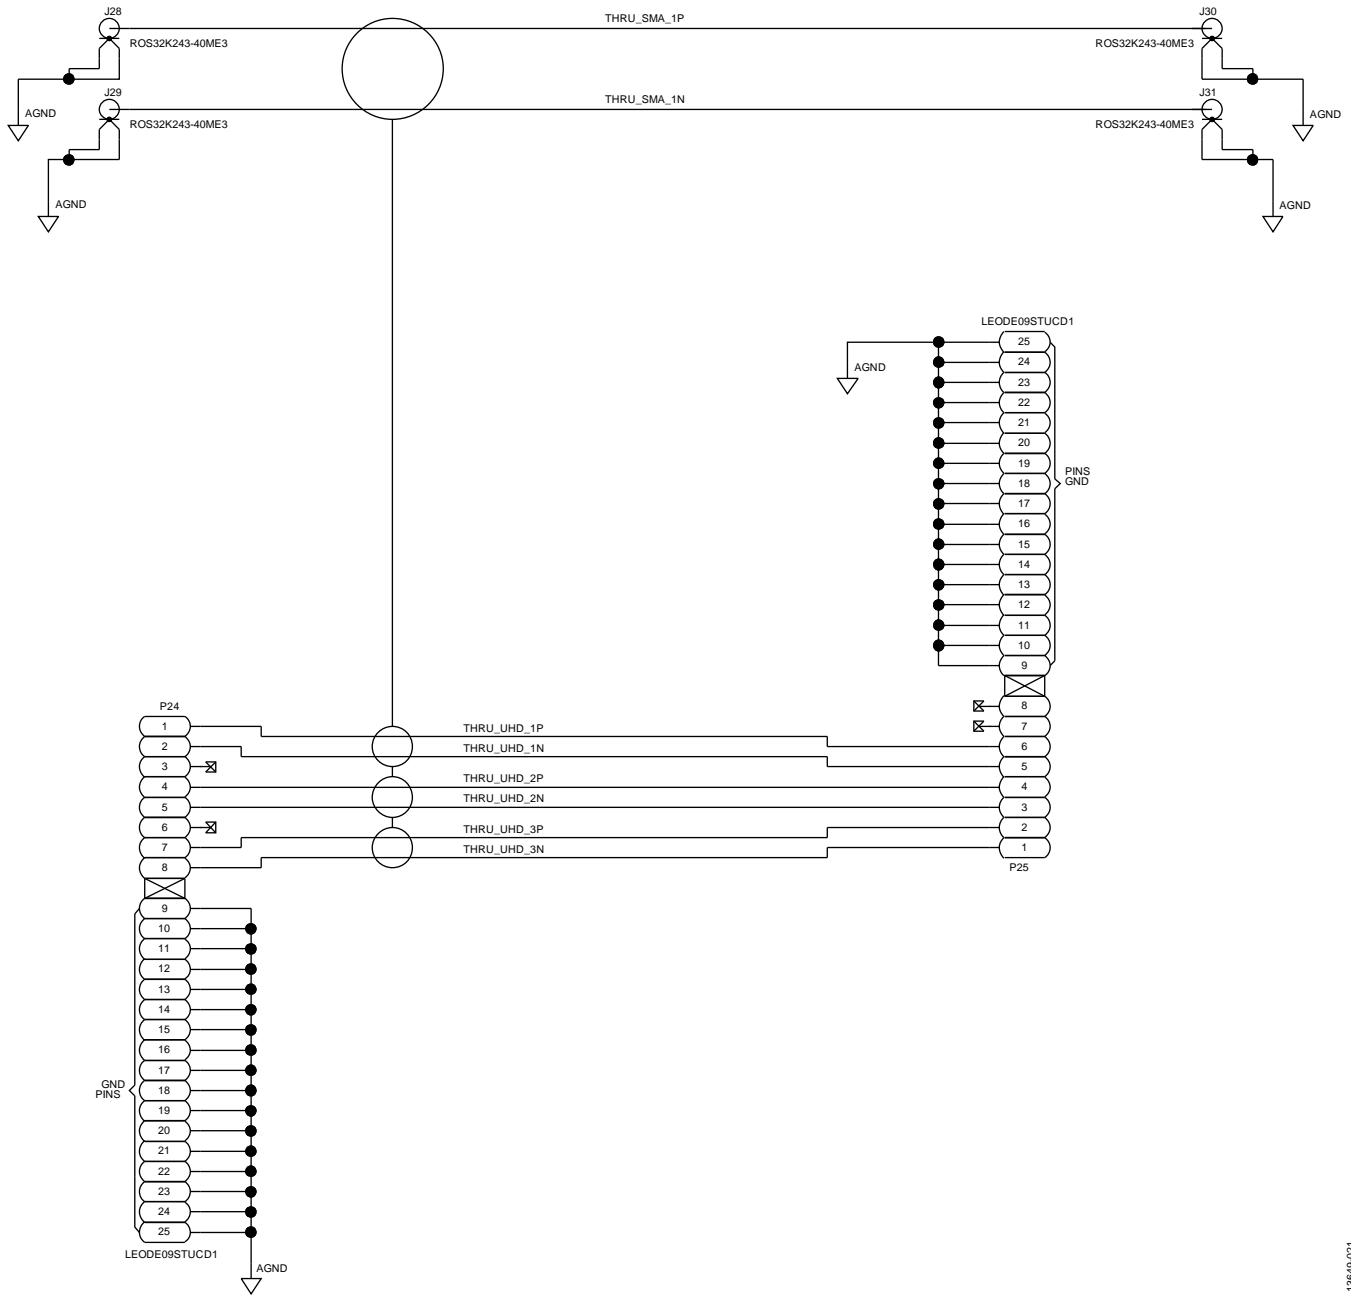 J28
THRU_SMA_1P
J30
ROS32K243-40ME3
ROS32K243-40ME3
AGND
AGND
J29
THRU_SMA_1N
J31
ROS32K243-40ME3
ROS32K243-40ME3
AGND
AGND
LEODE09STUCD1
25
24
23
22
21
20
19
18
17
16
15
14
13
12
11
10
9
8
7
6
5
4
3
2
1
P25
AGND
PINS
GND
P24
1
2
3
4
5
6
7
8
9
10
11
12
13
14
15
16
17
18
19
20
21
22
23
24
25
LEODE09STUCD1
GND
PINS
AGND
THRU_UHD_1P
THRU_UHD_1N
THRU_UHD_2P
THRU_UHD_2N
THRU_UHD_3P
THRU_UHD_3N